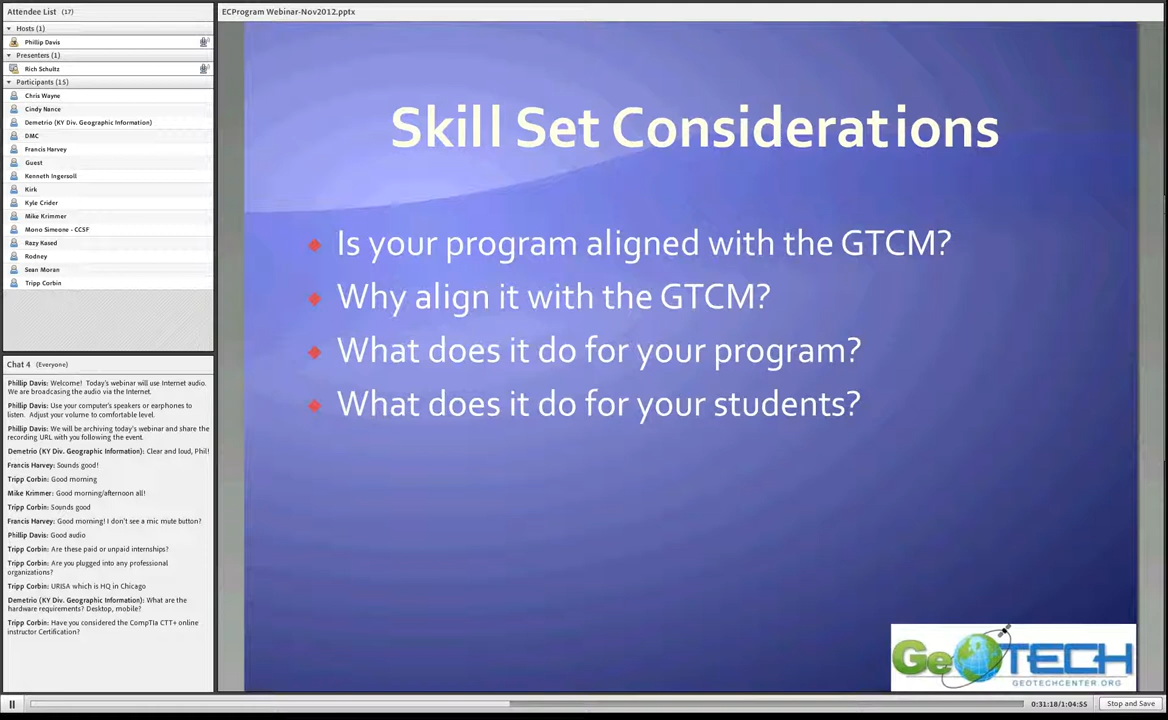 Attendee List (17)
Hosts (1)
Phillip Davis
Presenters (1)
Rich Schultz
Participants (15)
Chris Wayne
Cindy Nance
Demetrio (KY Div. Geographic Information)
DMC
Francis Harvey
Guest
Kenneth Ingersoll
Kirk
Kyle Crider
Mike Krimmer
Mono Simeone - CCSF
Razy Kased
Rodney
Sean Moran
Tripp Corbin
Chat 4 (Everyone)
Phillip Davis: Welcome! Today's webinar will use Internet audio.
We are broadcasting the audio via the Internet.
Phillip Davis: Use your computer's speakers or earphones to
listen. Adjust your volume to comfortable level.
Phillip Davis: We will be archiving today's webinar and share the
recording URL with you following the event.
Demetrio (KY Div. Geographic Information): Clear and loud, Phil!
Francis Harvey: Sounds good!
Tripp Corbin: Good morning
Mike Krimmer: Good morning/afternoon all!
Tripp Corbin: Sounds good
Francis Harvey: Good morning! I don't see a mic mute button?
Phillip Davis: Good audio
Tripp Corbin: Are these paid or unpaid internships?
Tripp Corbin: Are you plugged into any professional
organizations?
Tripp Corbin: URISA which is HQ in Chicago
Demetrio (KY Div. Geographic Information): What are the
hardware requirements? Desktop, mobile?
Tripp Corbin: Have you considered the CompTIa CTT+ online
instructor Certification?
ECProgram Webinar-Nov2012.pptx
Skill Set Considerations
Is your program aligned with the GTCM?
Why align it with the GTCM?
What does it do for your program?
What does it do for your students?
GeOTECH
GEOTECHCENTER.ORG
0:31:18/1:04:55
Stop and Save